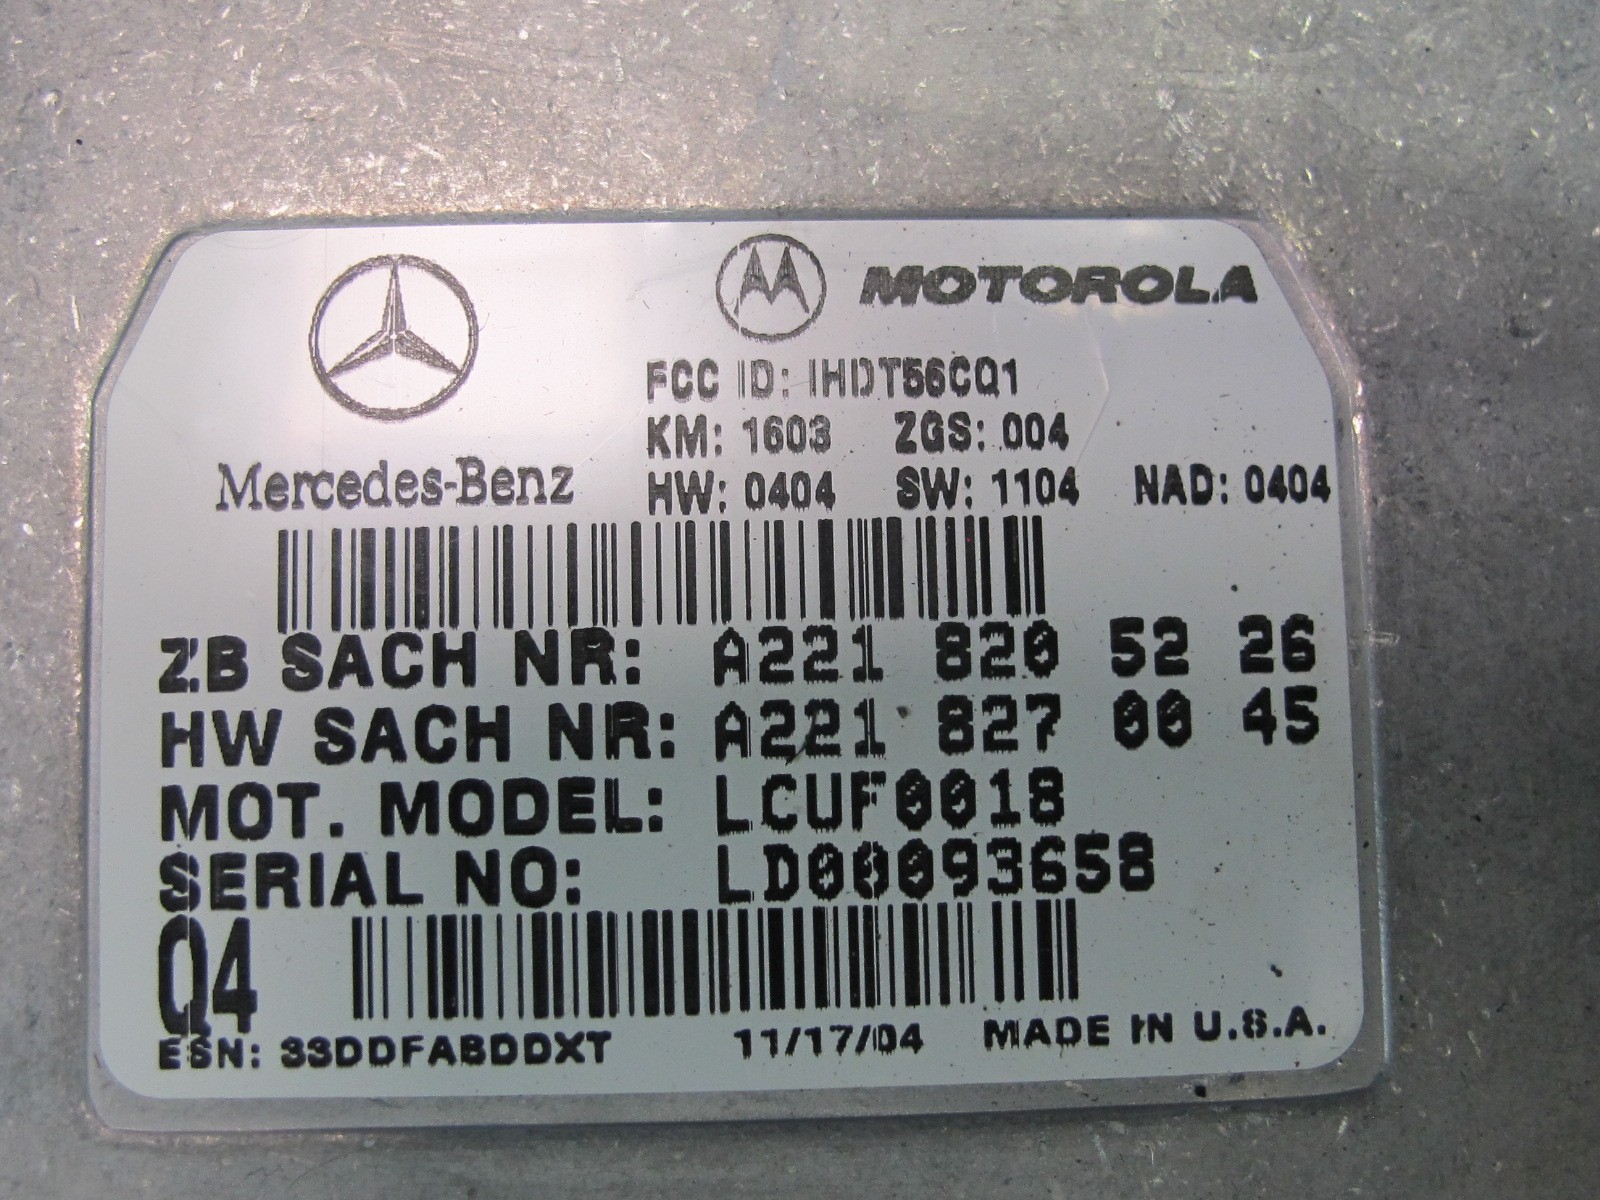 MOTOROLA
FCC ID: IHDT56CQ1
KM: 1603 ZGS: 004
Mercedes-Benz
HW: 0404 SW: 1104 NAD: 0404
ZB SACH NR: A221 820 52 26
HW SACH NR: A221 827 00 45
MOT. MODEL: LCUF0018
SERIAL NO: LD00093658
Q4
ESN: 33DDFABDDXT 11/17/04 MADE IN U.S.A.